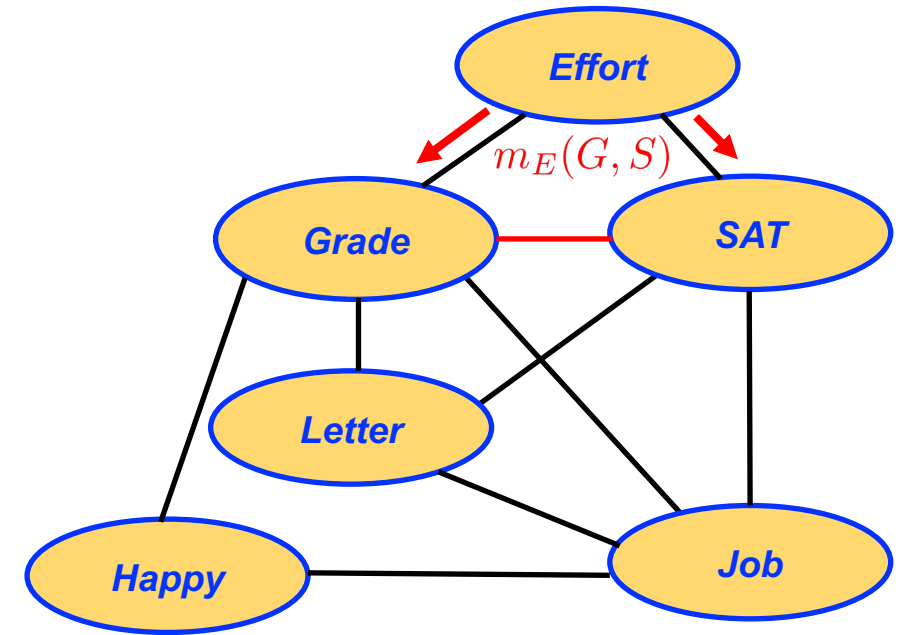 Effort
m_E(G, S)
Grade
SAT
Letter
Happy
Job